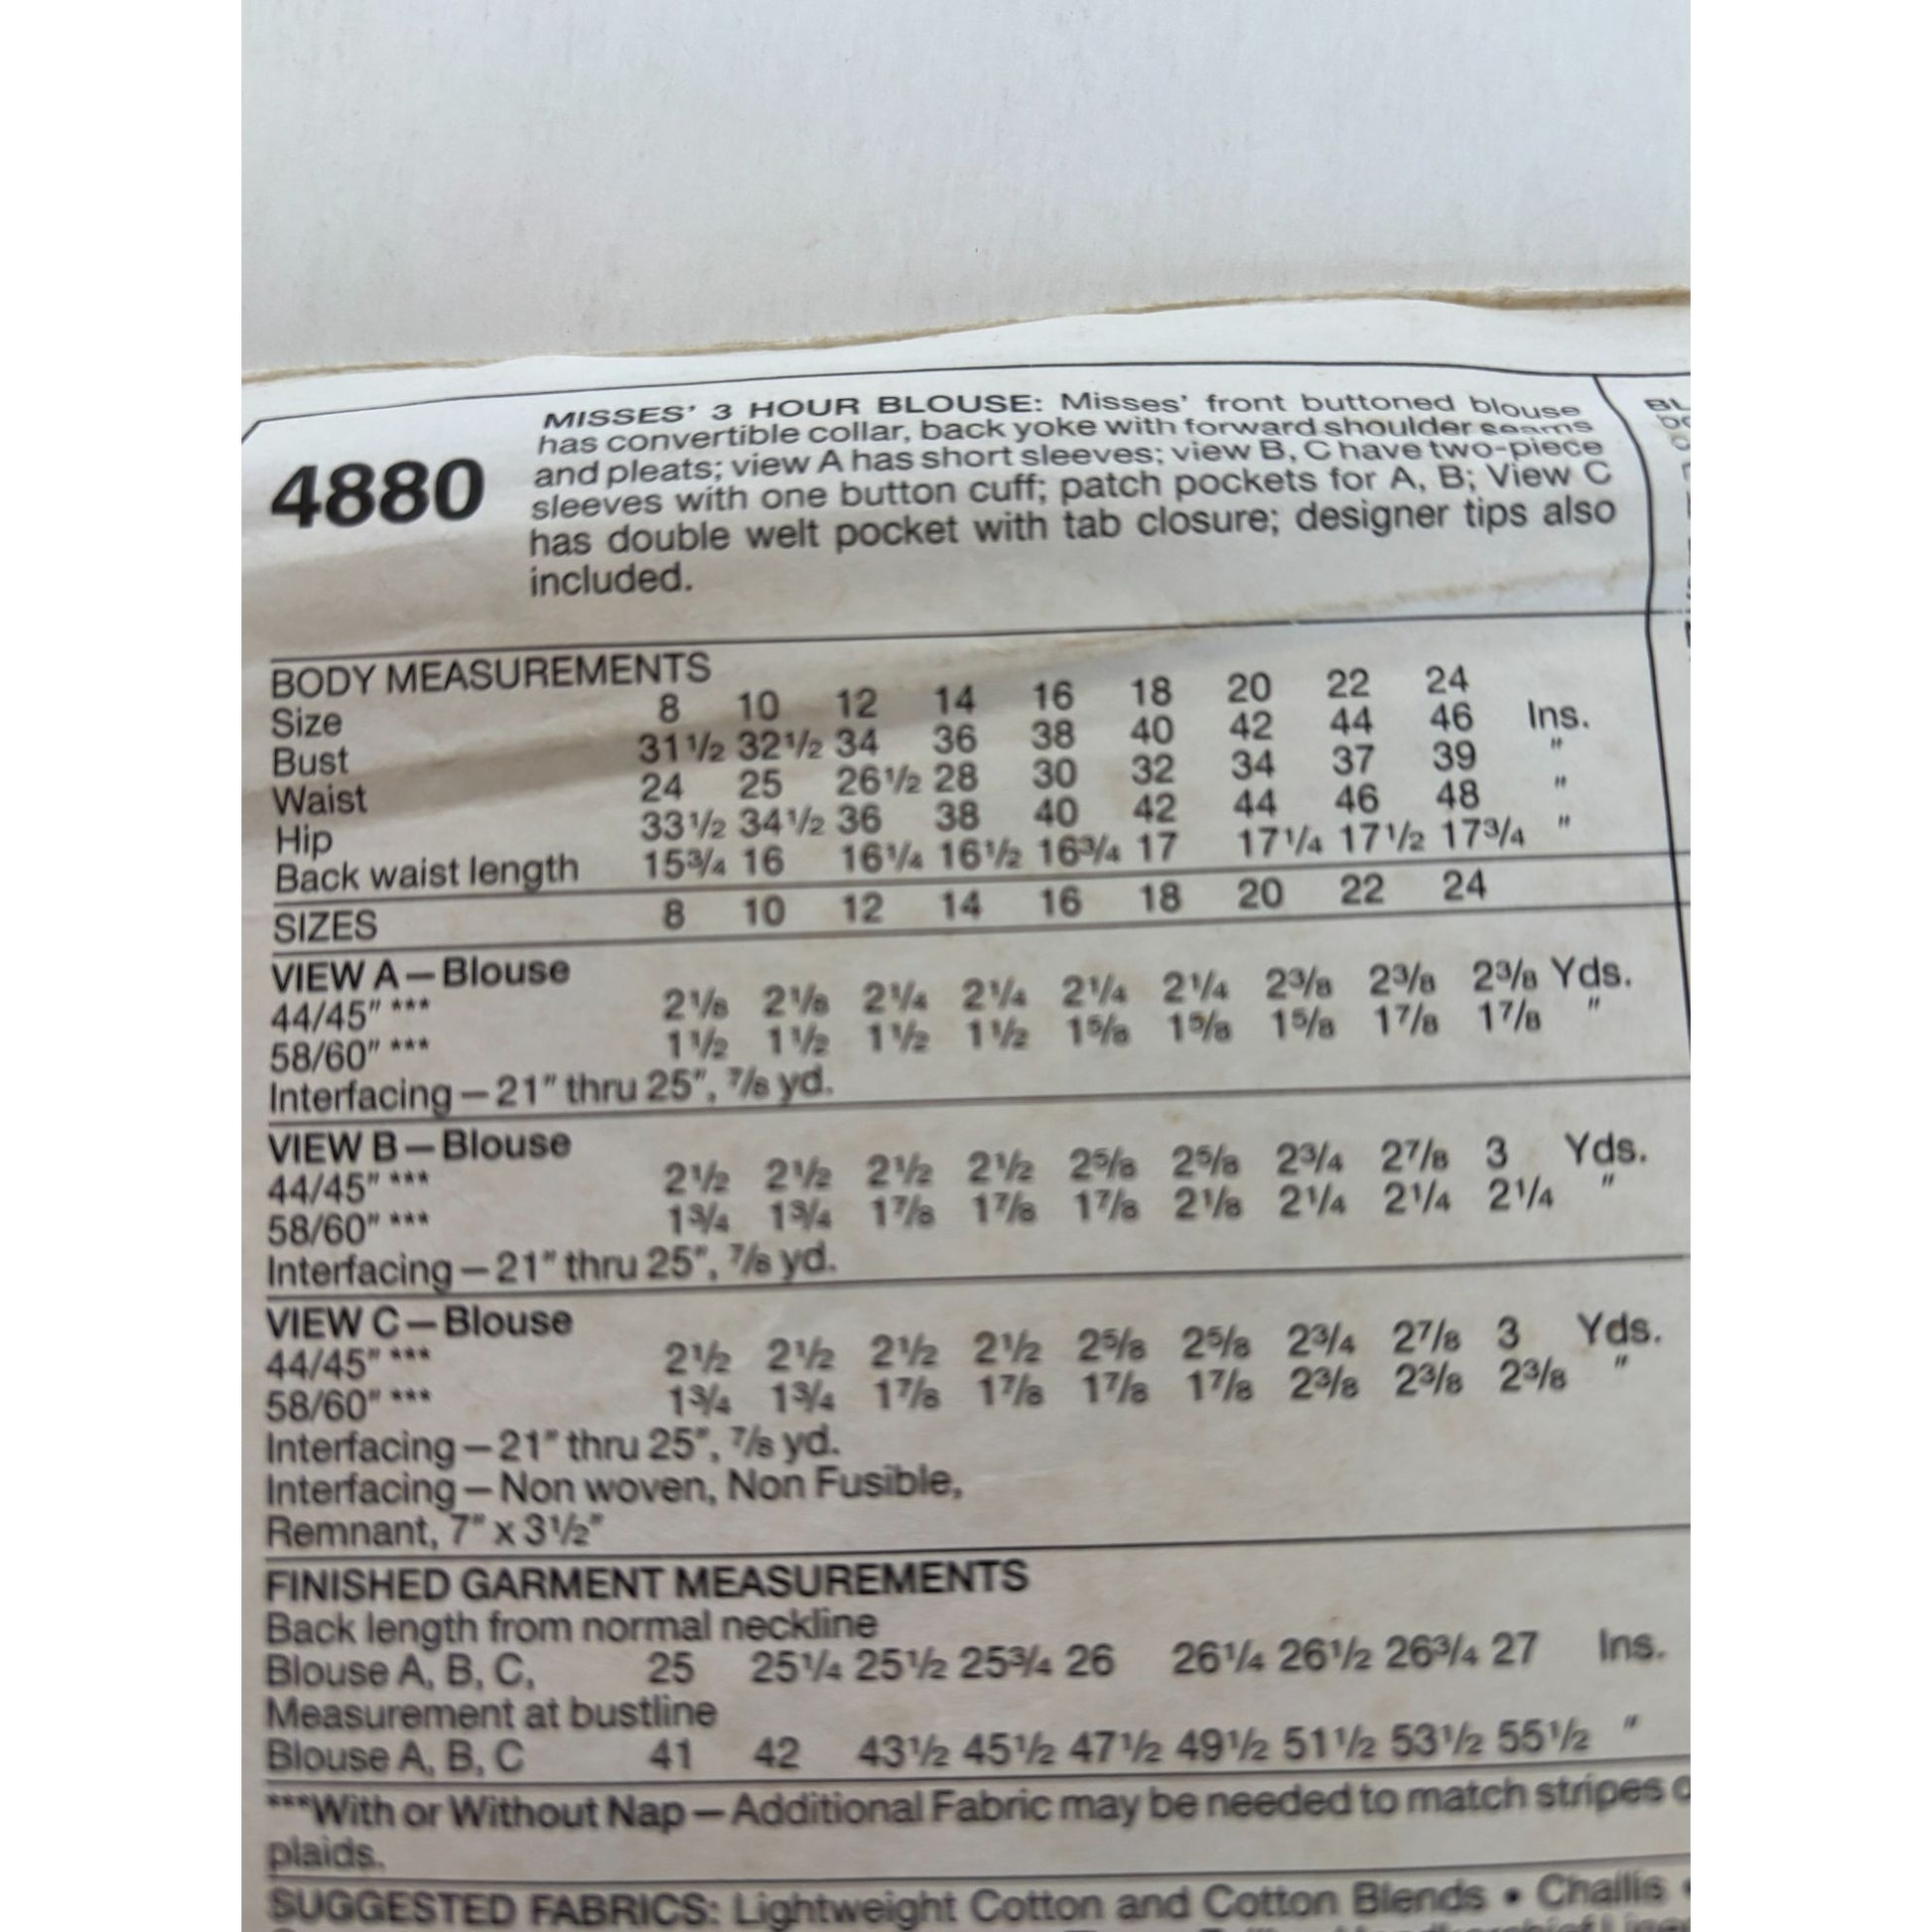 4880
MISSES' 3 HOUR BLOUSE: Misses' front buttoned blouse
has convertible collar, back yoke with forward shoulder seams
and pleats; view A has short sleeves; view B, C have two-piece
sleeves with one button cuff; patch pockets for A, B; View C
has double welt pocket with tab closure; designer tips also
included.
BODY MEASUREMENTS
Size 8 10 12 14 16 18 20 22 24
Bust 31½ 32½ 34 36 38 40 42 44 46 Ins.
Waist 24 25 26½ 28 30 32 34 37 39 "
Hip 33½ 34½ 36 38 40 42 44 46 48 "
Back waist length 15¾ 16 16¼ 16½ 16¾ 17 17¼ 17½ 17¾ "
SIZES 8 10 12 14 16 18 20 22 24
VIEW A—Blouse
44/45" *** 2⅛ 2⅛ 2¼ 2¼ 2¼ 2¼ 2⅜ 2⅜ 2⅜ Yds.
58/60" *** 1½ 1½ 1½ 1½ 1⅝ 1⅝ 1⅝ 1⅞ 1⅞ "
Interfacing—21" thru 25", ⅞ yd.
VIEW B—Blouse
44/45" *** 2½ 2½ 2½ 2½ 2⅝ 2⅝ 2¾ 2⅞ 3 Yds.
58/60" *** 1¾ 1¾ 1⅞ 1⅞ 1⅞ 2⅛ 2¼ 2¼ 2¼ "
Interfacing—21" thru 25", ⅞ yd.
VIEW C—Blouse
44/45" *** 2½ 2½ 2½ 2½ 2⅝ 2⅝ 2¾ 2⅞ 3 Yds.
58/60" *** 1¾ 1¾ 1⅞ 1⅞ 1⅞ 1⅞ 2⅜ 2⅜ 2⅜ "
Interfacing—21" thru 25", ⅞ yd.
Interfacing—Non woven, Non Fusible,
Remnant, 7" x 3½"
FINISHED GARMENT MEASUREMENTS
Back length from normal neckline
Blouse A, B, C, 25 25¼ 25½ 25¾ 26 26¼ 26½ 26¾ 27 Ins.
Measurement at bustline
Blouse A, B, C 41 42 43½ 45½ 47½ 49½ 51½ 53½ 55½ "
***With or Without Nap—Additional Fabric may be needed to match stripes
plaids.
SUGGESTED FABRICS: Lightweight Cotton and Cotton Blends • Challis •